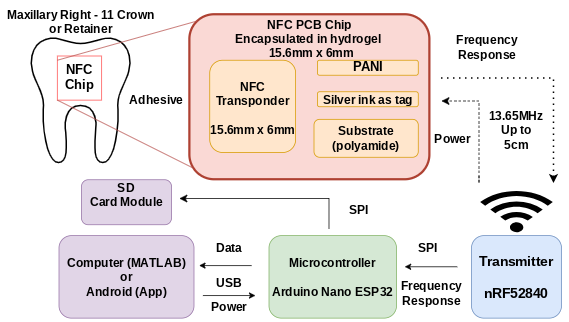 Maxillary Right - 11 Crown
or Retainer
NFC
Chip
Adhesive
NFC PCB Chip
Encapsulated in hydrogel
15.6mm x 6mm
NFC
Transponder
15.6mm x 6mm
PANI
Silver ink as tag
Substrate
(polyamide)
Frequency
Response
Power
13.65MHz
Up to
5cm
SD
Card Module
SPI
Computer (MATLAB)
or
Android (App)
Data
USB
Power
Microcontroller
Arduino Nano ESP32
SPI
Frequency
Response
Transmitter
nRF52840